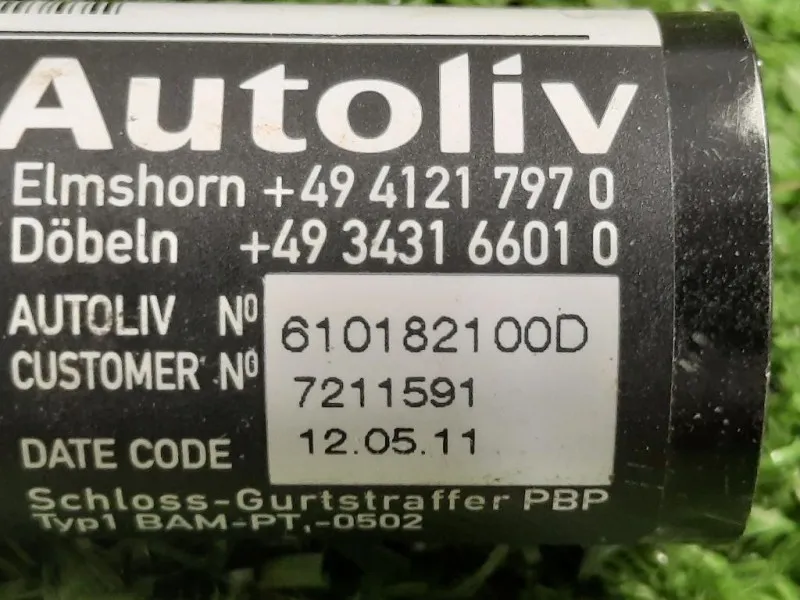 Autoliv
Elmshorn +49 4121 797 0
Döbeln +49 3431 6601 0
AUTOLIV Nº 610182100D
CUSTOMER Nº 7211591
DATE CODE 12.05.11
Schloss-Gurtstraffer PBP
Typ1 BAM-PT,-0502